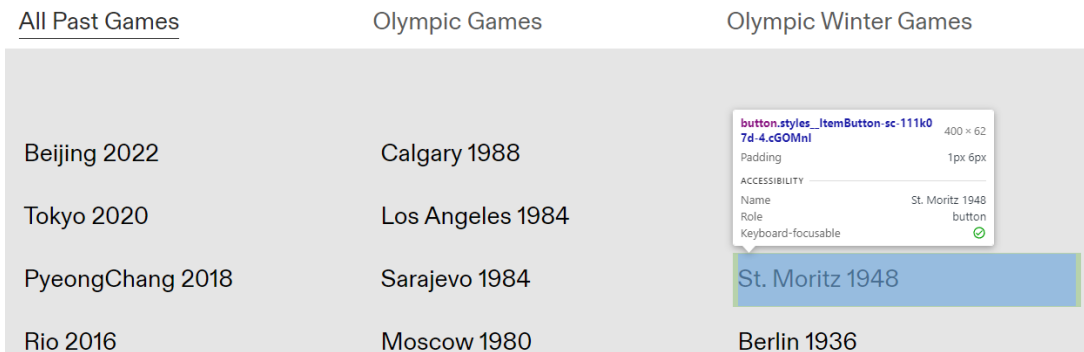 All Past Games
Olympic Games
Olympic Winter Games
Beijing 2022
Tokyo 2020
PyeongChang 2018
Rio 2016
Calgary 1988
Los Angeles 1984
Sarajevo 1984
Moscow 1980
button.styles__ItemButton-sc-111k0
7d-4.cGOMnI
400 × 62
Padding 1px 6px
ACCESSIBILITY
Name St. Moritz 1948
Role button
Keyboard-focusable
St. Moritz 1948
Berlin 1936